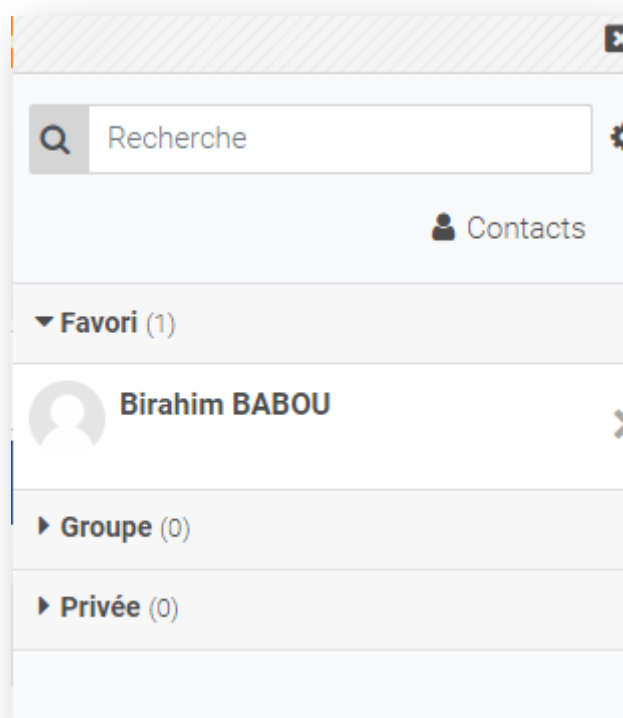 Recherche
Contacts
Favori (1)
Birahim BABOU
Groupe (0)
Privée (0)